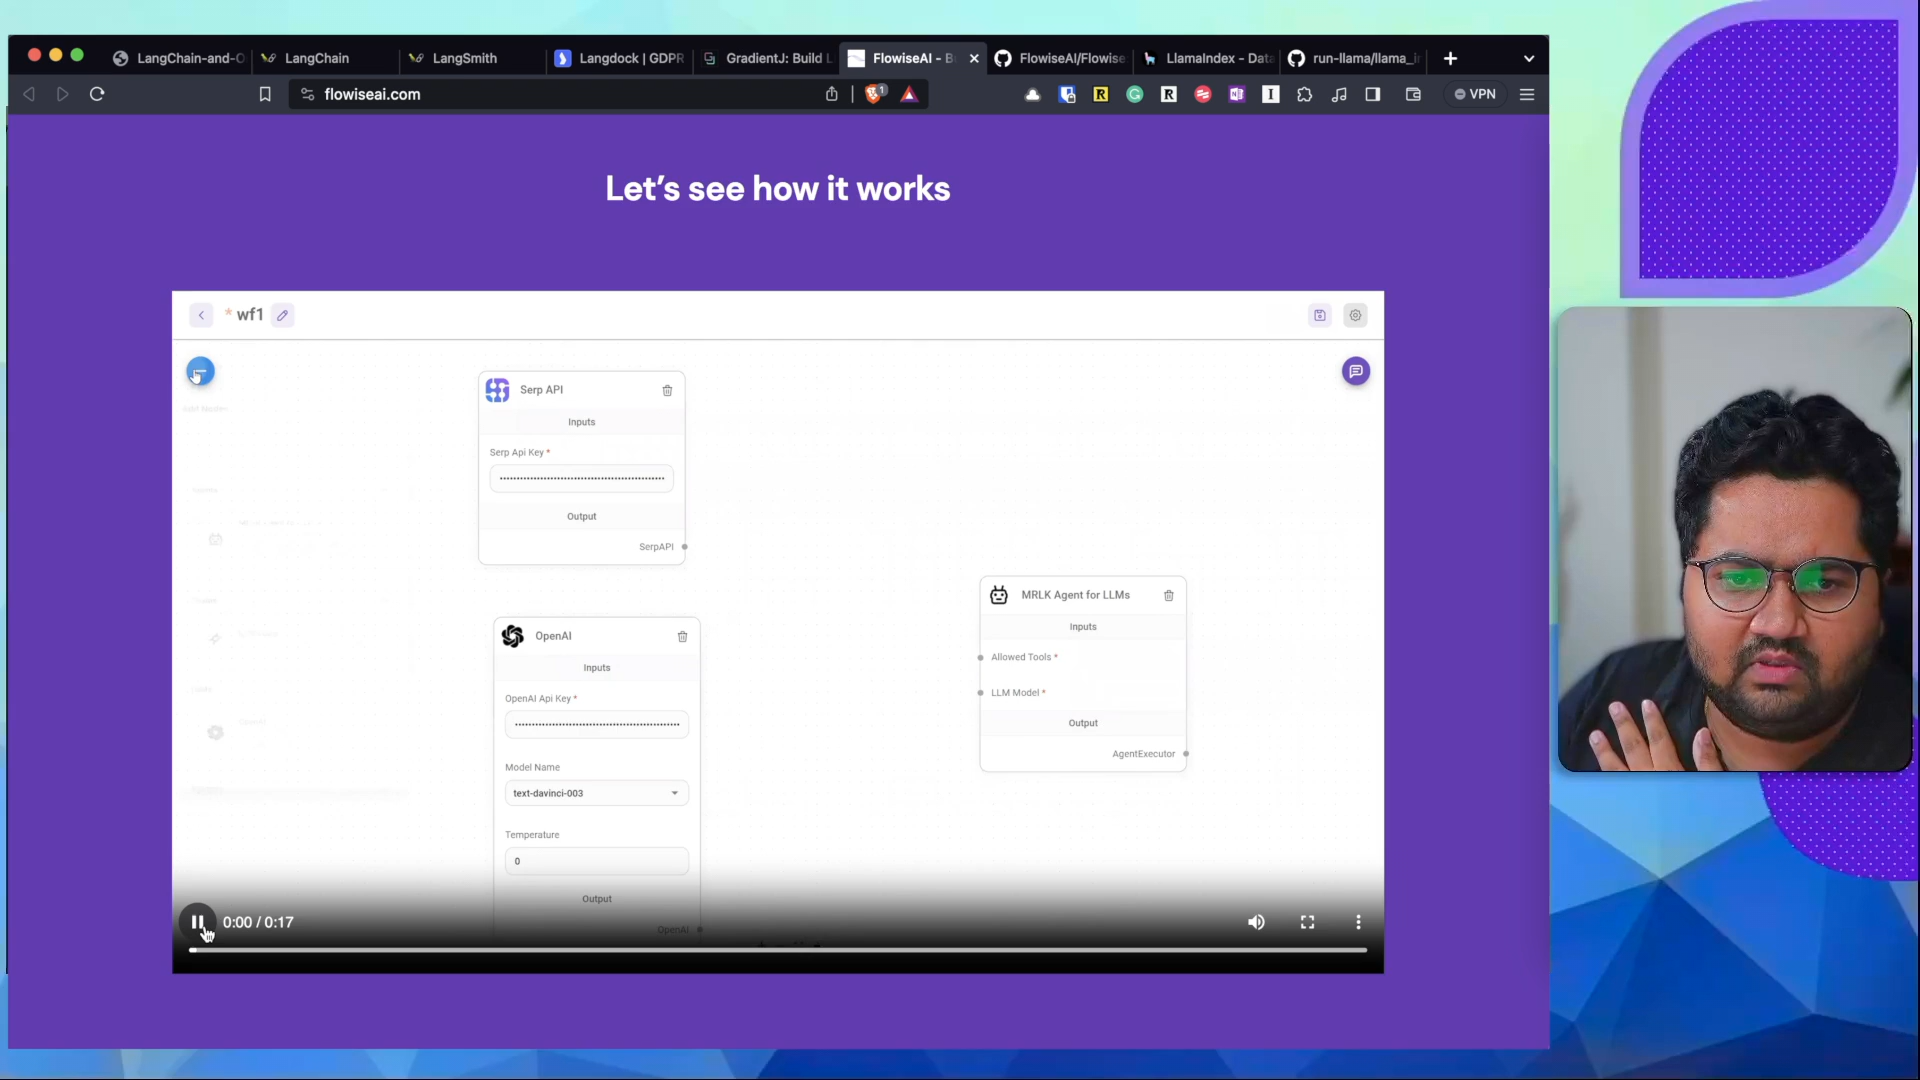 LangChain-and-O
LangChain
LangSmith
Langdock | GDPR
GradientJ: Build L
FlowiseAI - B
FlowiseAI/Flowise
LlamaIndex - Data
run-llama/llama_in
flowiseai.com
1
VPN
Let's see how it works
* wf1
Serp API
Inputs
Serp Api Key *
Output
SerpAPI
OpenAI
Inputs
OpenAI Api Key *
Model Name
text-davinci-003
Temperature
0
Output
OpenAI
MRLK Agent for LLMs
Inputs
Allowed Tools *
LLM Model *
Output
AgentExecutor
0:00 / 0:17